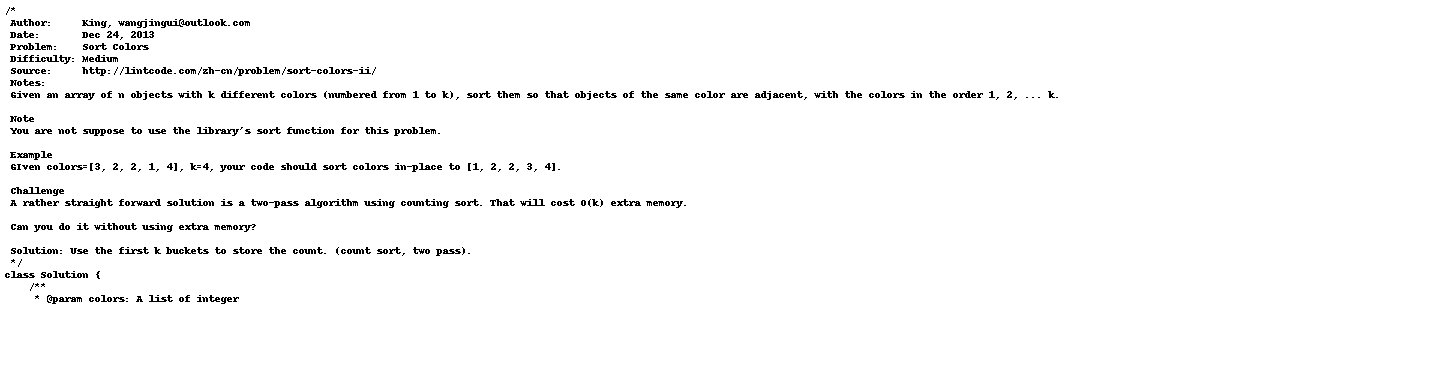 /*
Author: King, wangjingui@outlook.com
Date: Dec 24, 2013
Problem: Sort Colors
Difficulty: Medium
Source: http://lintcode.com/zh-cn/problem/sort-colors-ii/
Notes:
Given an array of n objects with k different colors (numbered from 1 to k), sort them so that objects of the same color are adjacent, with the colors in the order 1, 2, ... k.
Note
You are not suppose to use the library's sort function for this problem.
Example
GIven colors=[3, 2, 2, 1, 4], k=4, your code should sort colors in-place to [1, 2, 2, 3, 4].
Challenge
A rather straight forward solution is a two-pass algorithm using counting sort. That will cost O(k) extra memory.
Can you do it without using extra memory?
Solution: Use the first k buckets to store the count. (count sort, two pass).
*/
class Solution {
/**
* @param colors: A list of integer